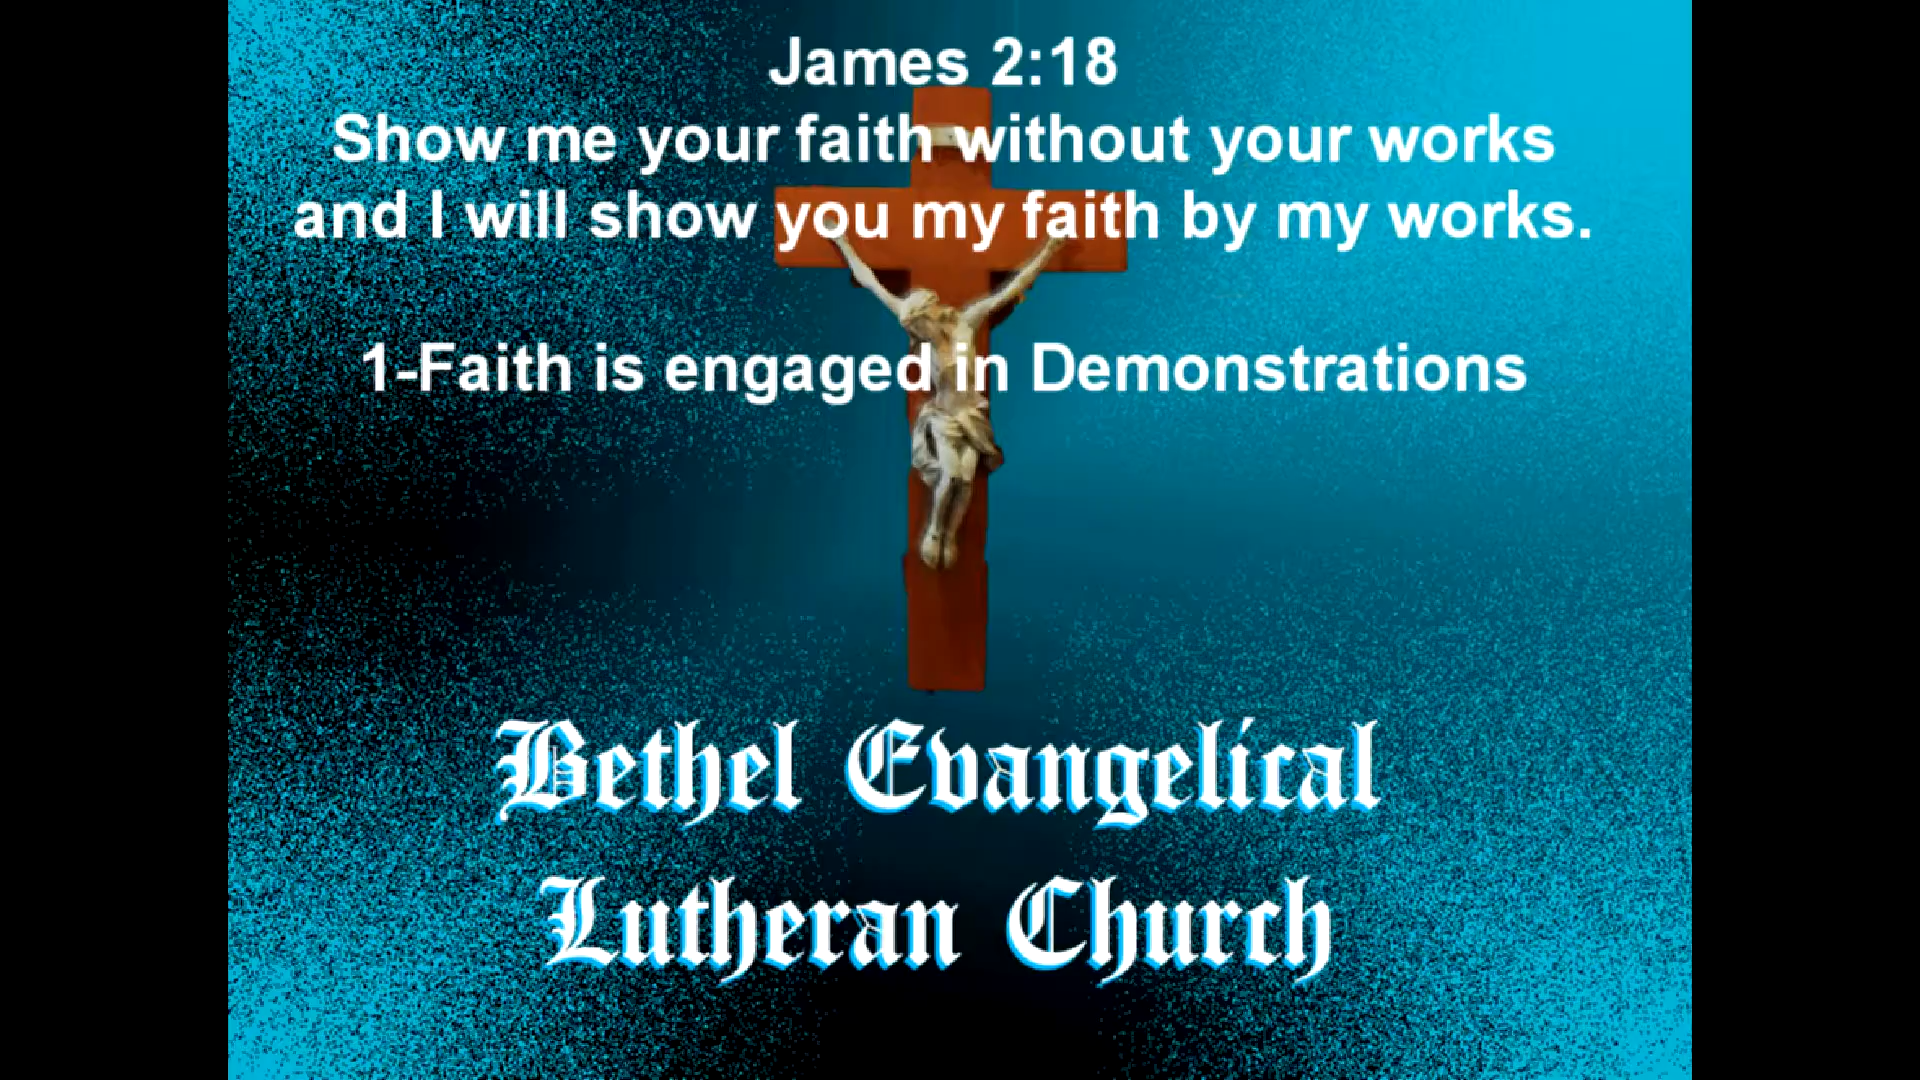 James 2:18
Show me your faith without your works
and I will show you my faith by my works.
1-Faith is engaged in Demonstrations
Bethel Evangelical
Lutheran Church